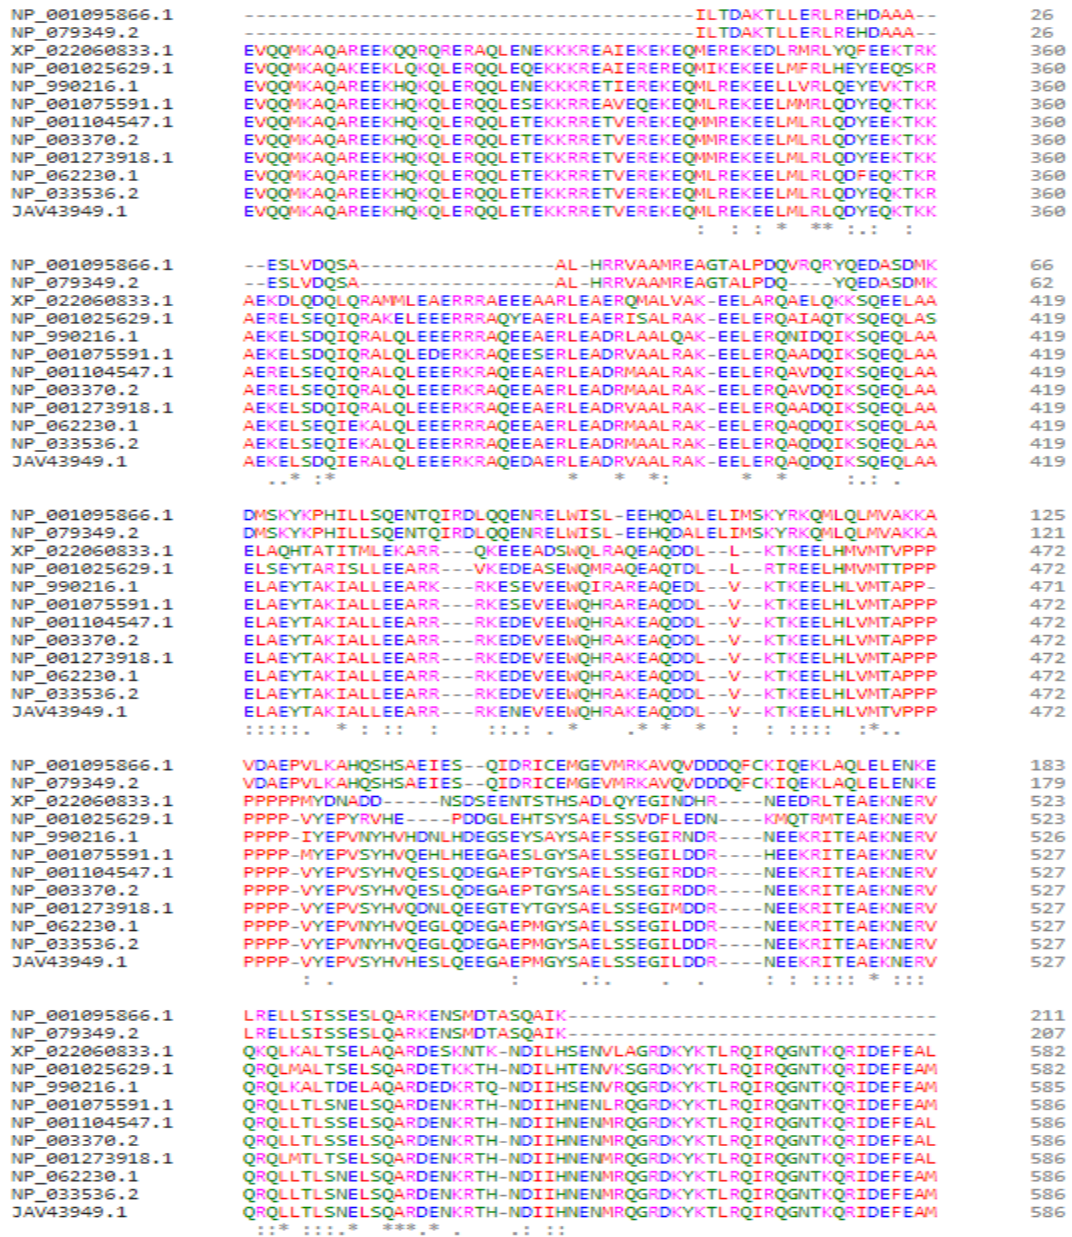 NP_001095866.1 ---------------------------------------ILTDAKTLLERLREHDAAA-- 26
NP_079349.2 ---------------------------------------ILTDAKTLLERLREHDAAA-- 26
XP_022060833.1 EVQQMKAQAREEKQQRQRERAQLENEKKKREAIEKEKEQMEREKEDLRMRLYQFEEKTRK 360
NP_001025629.1 EVQQMKAQAKEEKLQKQLERQQLEQEKKKREAIEREREQMIKEKEELMFRLHEYEEQSKR 360
NP_990216.1 EVQQMKAQAREEKHQKQLERQQLENEKKKRETIEREKEQMLREKEELLVRLQEYEVKTKR 360
NP_001075591.1 EVQQMKAQAREEKHQKQLERQQLESEKKRREAVEQEKEQMLREKEELMMRLQDYEQKTKK 360
NP_001104547.1 EVQQMKAQAREEKHQKQLERQQLETEKKRRETVEREKEQMMREKEELMLRLQDYEEKTKK 360
NP_003370.2 EVQQMKAQAREEKHQKQLERQQLETEKKRRETVEREKEQMMREKEELMLRLQDYEEKTKK 360
NP_001273918.1 EVQQMKAQAREEKHQKQLERQQLETEKKRRETVEREKEQMMREKEELMLRLQDYEEKTKK 360
NP_062230.1 EVQQMKAQAREEKHQKQLERQQLETEKKRRETVEREKEQMLREKEELMLRLQDFEQKTKR 360
NP_033536.2 EVQQMKAQAREEKHQKQLERQQLETEKKRRETVEREKEQMLREKEELMLRLQDYEQKTKR 360
JAV43949.1 EVQQMKAQAREEKHQKQLERQQLETEKKRRETVEREKEQMLREKEELMLRLQDYEQKTKK 360
:  : : *  ** :.:  :
NP_001095866.1 --ESLVDQSA-----------------AL-HRRVAAMREAGTALPDQVRQRYQEDASDMK 66
NP_079349.2 --ESLVDQSA-----------------AL-HRRVAAMREAGTALPDQ----YQEDASDMK 62
XP_022060833.1 AEKDLQDQLQRAMMLEAERRRAEEEAARLEAERQMALVAK-EELARQAELQKKSQEELAA 419
NP_001025629.1 AERELSEQIQRAKELEEERRRAQYEAERLEAERISALRAK-EELERQAIAQTKSQEQLAS 419
NP_990216.1 AEKELSDQIQRALQLEEERRRAQEEAERLEADRLAALQAK-EELERQNIDQIKSQEQLAA 419
NP_001075591.1 AEKELSDQIQRALQLEDERKRAQEESERLEADRVAALRAK-EELERQAADQIKSQEQLAA 419
NP_001104547.1 AERELSEQIQRALQLEEERKRAQEEAERLEADRMAALRAK-EELERQAVDQIKSQEQLAA 419
NP_003370.2 AERELSEQIQRALQLEEERKRAQEEAERLEADRMAALRAK-EELERQAVDQIKSQEQLAA 419
NP_001273918.1 AEKELSDQIQRALQLEEERKRAQEEAERLEADRVAALRAK-EELERQAADQIKSQEQLAA 419
NP_062230.1 AEKELSEQIEKALQLEEERRRAQEEAERLEADRMAALRAK-EELERQAQDQIKSQEQLAA 419
NP_033536.2 AEKELSEQIEKALQLEEERRRAQEEAERLEADRMAALRAK-EELERQAQDQIKSQEQLAA 419
JAV43949.1 AEKELSDQIERALQLEEERKRAQEDAERLEADRVAALRAK-EELERQAQDQIKSQEQLAA 419
..* :*                    *   *  *:      *  *     :.: .
NP_001095866.1 DMSKYKPHILLSQENTQIRDLQQENRELWISL-EEHQDALELIMSKYRKQMLQLMVAKKA 125
NP_079349.2 DMSKYKPHILLSQENTQIRDLQQENRELWISL-EEHQDALELIMSKYRKQMLQLMVAKKA 121
XP_022060833.1 ELAQHTATITMLEKARR---QKEEEADSWQLRAQEAQDDL--L--KTKEELHMVMTVPPP 472
NP_001025629.1 ELSEYTARISLLEEARR---VKEDEASEWQMRAQEAQTDL--L--RTREELHMVMTTPPP 472
NP_990216.1 ELAEYTAKIALLEEARK---RKESEVEEWQIRAREAQEDL--V--KTREELHLVMTAPP- 471
NP_001075591.1 ELAEYTAKIALLEEARR---RKESEVEEWQHRAREAQDDL--V--KTKEELHLVMTAPPP 472
NP_001104547.1 ELAEYTAKIALLEEARR---RKEDEVEEWQHRAKEAQDDL--V--KTKEELHLVMTAPPP 472
NP_003370.2 ELAEYTAKIALLEEARR---RKEDEVEEWQHRAKEAQDDL--V--KTKEELHLVMTAPPP 472
NP_001273918.1 ELAEYTAKIALLEEARR---RKEDEVEEWQHRAKEAQDDL--V--KTKEELHLVMTAPPP 472
NP_062230.1 ELAEYTAKIALLEEARR---RKEDEVEEWQHRAKEAQDDL--V--KTKEELHLVMTAPPP 472
NP_033536.2 ELAEYTAKIALLEEARR---RKEDEVEEWQHRAKEAQDDL--V--KTKEELHLVMTAPPP 472
JAV43949.1 ELAEYTAKIALLEEARR---RKENEVEEWQHRAKEAQDDL--V--KTKEELHLVMTVPPP 472
:::::.  * : ::  :    ::.: . *    .* *  *  :  : ::::  :*..
NP_001095866.1 VDAEPVLKAHQSHSAEIES--QIDRICEMGEVMRKAVQVDDDQFCKIQEKLAQLELENKE 183
NP_079349.2 VDAEPVLKAHQSHSAEIES--QIDRICEMGEVMRKAVQVDDDQFCKIQEKLAQLELENKE 179
XP_022060833.1 PPPPPMYDNADD-----NSDSEENTSTHSADLQYEGINDHR----NEEDRLTEAEKNERV 523
NP_001025629.1 PPPP-VYEPYRVHE----PDDGLEHTSYSAELSSVDFLEDN----KMQTRMTEAEKNERV 523
NP_990216.1 PPPP-IYEPVNYHVHDNLHDEGSEYSAYSAEFSSEGIRNDR----NEEKRITEAEKNERV 526
NP_001075591.1 PPPP-MYEPVSYHVQEHLHEEGAESLGYSAELSSEGILDDR----HEEKRITEAEKNERV 527
NP_001104547.1 PPPP-VYEPVSYHVQESLQDEGAEPTGYSAELSSEGIRDDR----NEEKRITEAEKNERV 527
NP_003370.2 PPPP-VYEPVSYHVQESLQDEGAEPTGYSAELSSEGIRDDR----NEEKRITEAEKNERV 527
NP_001273918.1 PPPP-VYEPVSYHVQDNLQEEGTEYTGYSAELSSEGIMDDR----NEEKRITEAEKNERV 527
NP_062230.1 PPPP-VYEPVNYHVQEGLQDEGAEPMGYSAELSSEGILDDR----NEEKRITEAEKNERV 527
NP_033536.2 PPPP-VYEPVNYHVQEGLQDEGAEPMGYSAELSSEGILDDR----NEEKRITEAEKNERV 527
JAV43949.1 PPPP-VYEPVSYHVHESLQEEGAEPMGYSAELSSEGILDDR----NEEKRITEAEKNERV 527
: .               :     .:.    .  .     : : :::: * :::
NP_001095866.1 LRELLSISSESLQARKENSMDTASQAIK-------------------------------- 211
NP_079349.2 LRELLSISSESLQARKENSMDTASQAIK-------------------------------- 207
XP_022060833.1 QKQLKALTSELAQARDESKNTK-NDILHSENVLAGRDKYKTLRQIRQGNTKQRIDEFEAL 582
NP_001025629.1 QRQLMALTSELSQARDETKKTH-NDILHTENVKSGRDKYKTLRQIRQGNTKQRIDEFEAM 582
NP_990216.1 QRQLKALTDELAQARDEDKRTQ-NDIIHSENVRQGRDKYKTLRQIRQGNTKQRIDEFEAM 585
NP_001075591.1 QRQLLTLSNELSQARDENKRTH-NDIIHNENLRQGRDKYKTLRQIRQGNTKQRIDEFEAM 586
NP_001104547.1 QRQLLTLSSELSQARDENKRTH-NDIIHNENMRQGRDKYKTLRQIRQGNTKQRIDEFEAL 586
NP_003370.2 QRQLLTLSSELSQARDENKRTH-NDIIHNENMRQGRDKYKTLRQIRQGNTKQRIDEFEAL 586
NP_001273918.1 QRQLMTLTSELSQARDENKRTH-NDIIHNENMRQGRDKYKTLRQIRQGNTKQRIDEFEAL 586
NP_062230.1 QRQLLTLSNELSQARDENKRTH-NDIIHNENMRQGRDKYKTLRQIRQGNTKQRIDEFEAM 586
NP_033536.2 QRQLLTLSNELSQARDENKRTH-NDIIHNENMRQGRDKYKTLRQIRQGNTKQRIDEFEAM 586
JAV43949.1 QRQLLTLSNELSQARDENKRTH-NDIIHNENMRQGRDKYKTLRQIRQGNTKQRIDEFEAM 586
::* :::.*  ***.* .    .: ::